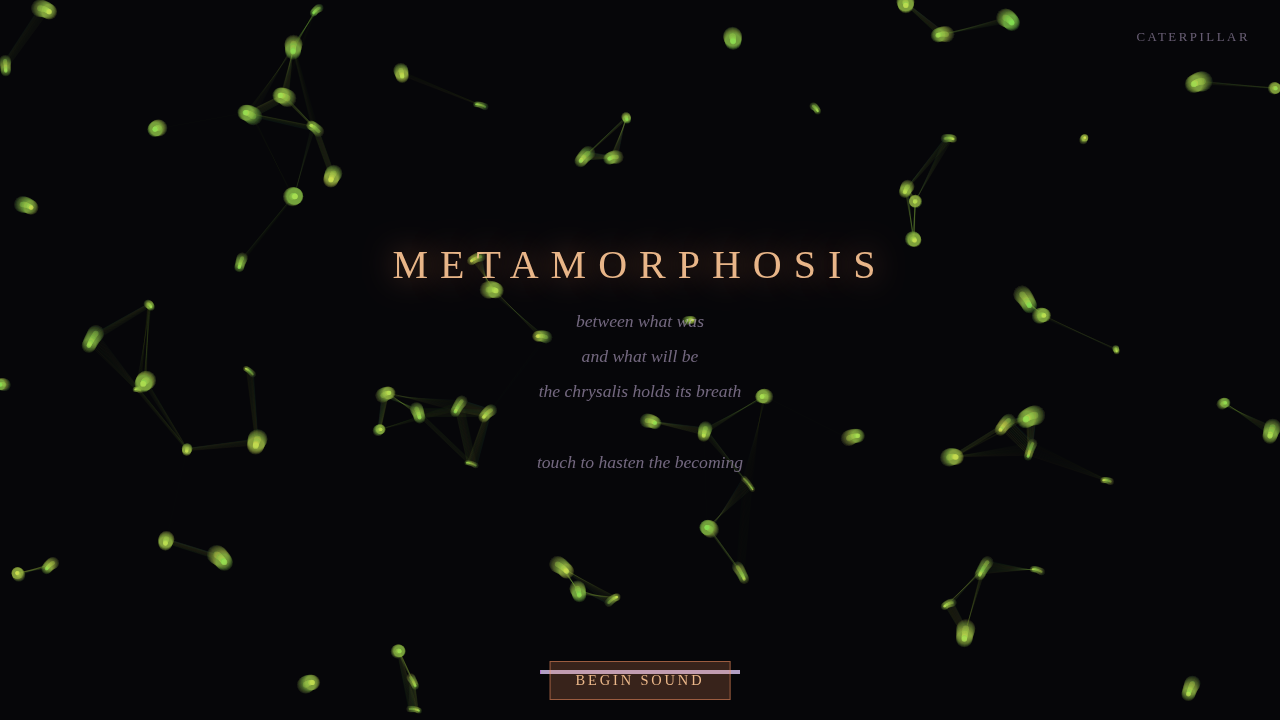 CATERPILLAR
METAMORPHOSIS
between what was
and what will be
the chrysalis holds its breath
touch to hasten the becoming
BEGIN SOUND